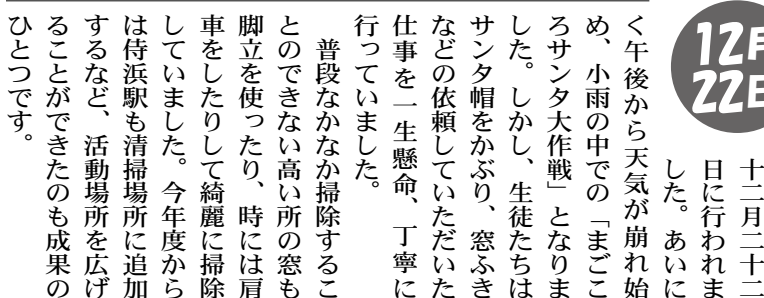 12月
22日
十二月二十二
日に行われま
した。あいに
く午後から天気が崩れ始
め、小雨の中での「まごこ
ろサンタ大作戦」となりま
した。しかし、生徒たちは
サンタ帽をかぶり、窓ふき
などの依頼していただいた
仕事を一生懸命、丁寧に
行っていました。
普段なかなか掃除するこ
とのできない高い所の窓も
脚立を使ったり、時には肩
車をしたりして綺麗に掃除
していました。今年度から
は侍浜駅も清掃場所に追加
するなど、活動場所を広げ
ることができたのも成果の
ひとつです。